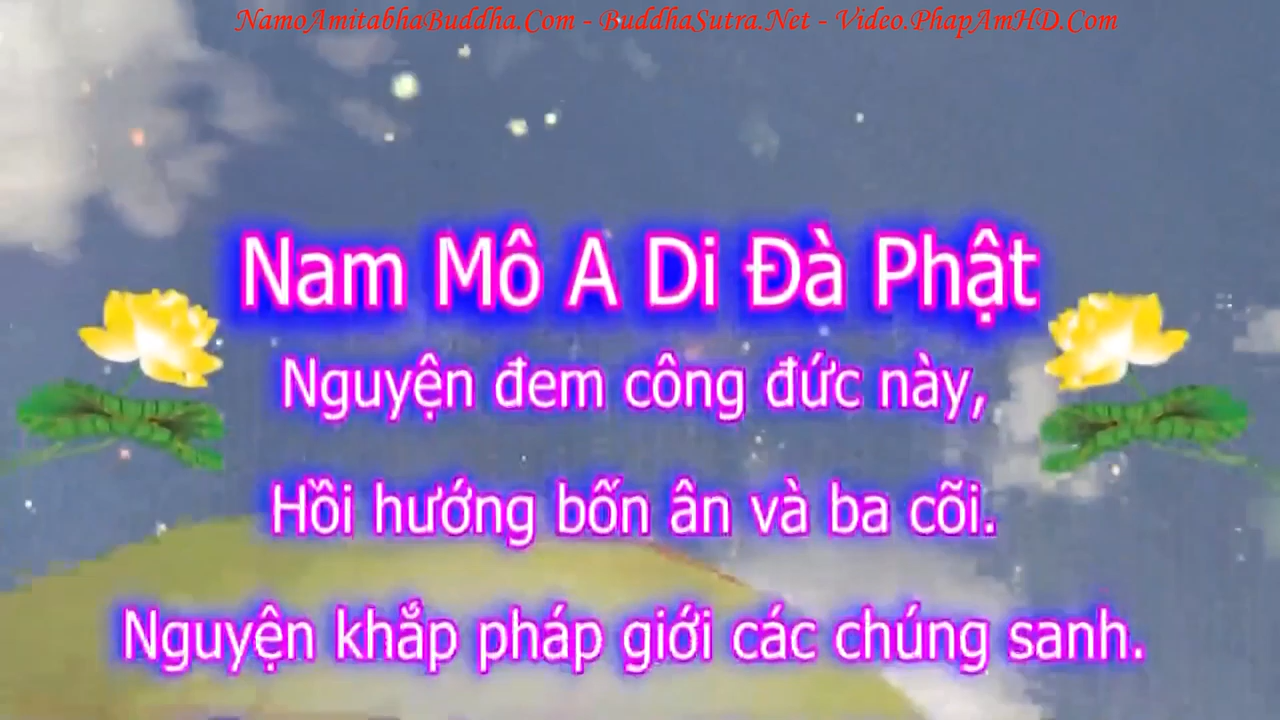 NamoAmitabhaBuddha.Com - BuddhaSutra.Net - Video.PhapAmHD.Com
Nam Mô A Di Đà Phật
Nguyện đem công đức này,
Hồi hướng bốn ân và ba cõi.
Nguyện khắp pháp giới các chúng sanh.